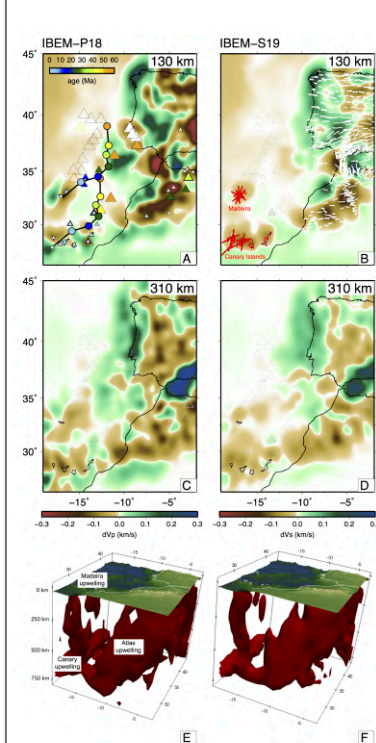 IBEM-P18
IBEM-S19
45°
130 km
130 km
0 10 20 30 40 50 60
age (Ma)
40°
35°
30°
Madeira
Canary Islands
A
B
45°
310 km
310 km
40°
35°
30°
C
D
−15° −10° −5°
−15° −10° −5°
−0.3 −0.2 −0.1 0.0 0.1 0.2 0.3
−0.3 −0.2 −0.1 0.0 0.1 0.2 0.3
dVp (km/s)
dVs (km/s)
Madeira
upwelling
0 km
250 km
500 km
750 km
Canary
upwelling
Atlas
upwelling
E
F